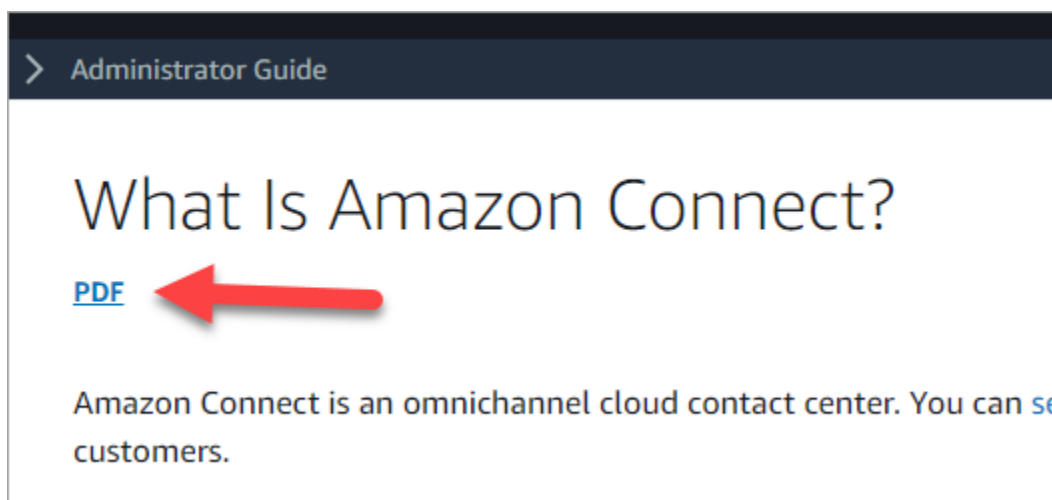 Administrator Guide
What Is Amazon Connect?
PDF
Amazon Connect is an omnichannel cloud contact center. You can
customers.